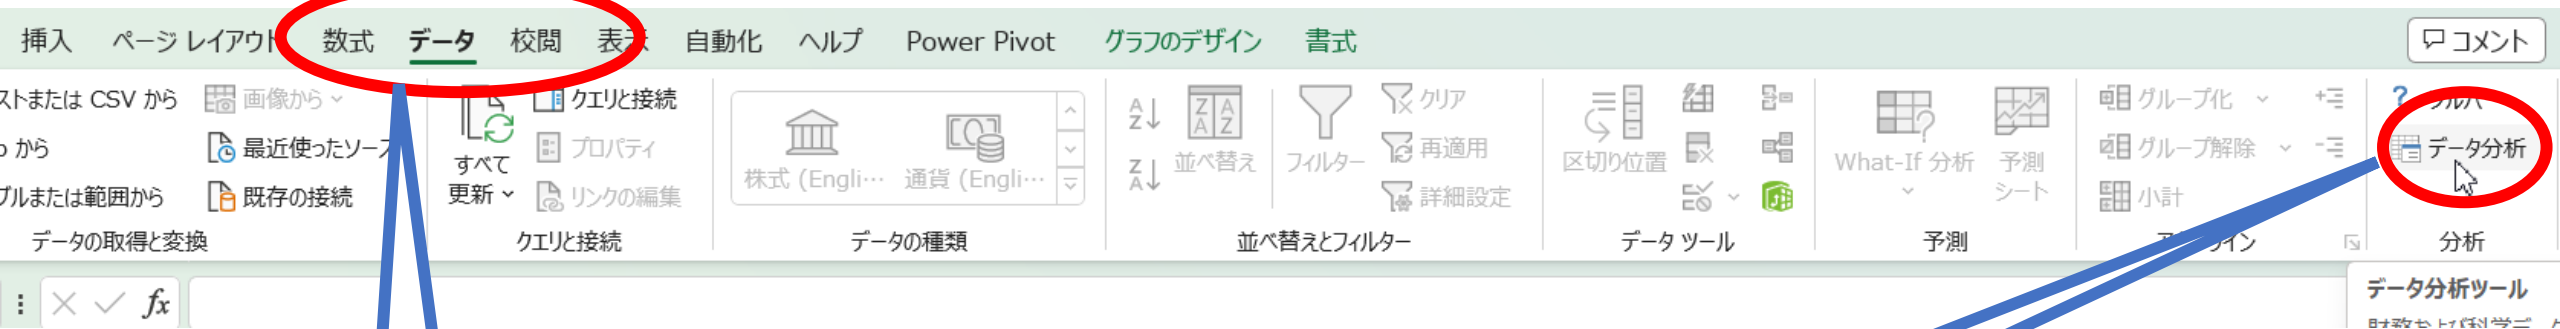 挿入 ページ レイアウト 数式 データ 校閲 表示 自動化 ヘルプ Power Pivot グラフのデザイン 書式 コメント
ストまたは CSV から 画像から クエリと接続 クリア グループ化
から 最近使ったソース すべて プロパティ 並べ替え フィルター 再適用 区切り位置 What-If 分析 予測 グループ解除 データ分析
ブルまたは範囲から 既存の接続 更新 リンクの編集 株式 (Engli… 通貨 (Engli… 詳細設定 シート 小計
データの取得と変換 クエリと接続 データの種類 並べ替えとフィルター データ ツール 予測 分析
fx
データ分析ツール